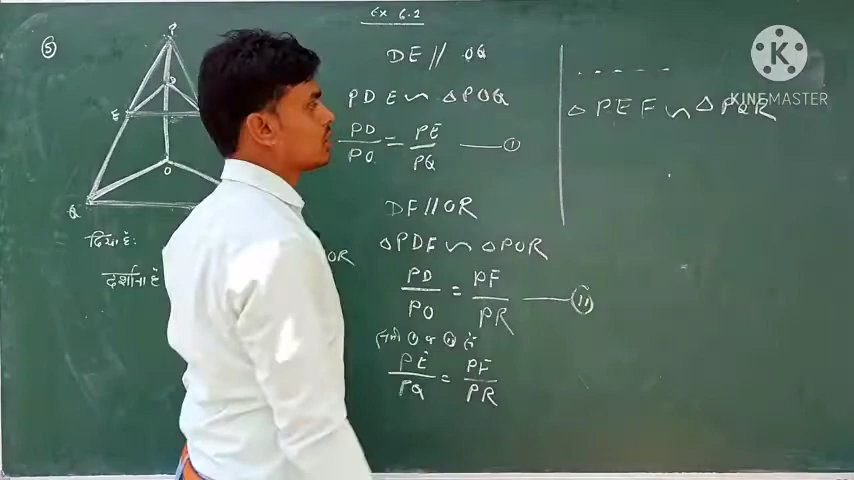 Ex 6.2
5
P
D
E
O
Q
दिया है:
दर्शाना है
OR
DE // OQ
PDE ∽ △POQ
PD/PO = PE/PQ —— i
DF // OR
△PDF ∽ △POR
PD/PO = PF/PR —— ii
PE/PQ = PF/PR
△PEF ∽ △PQR
KINEMASTER